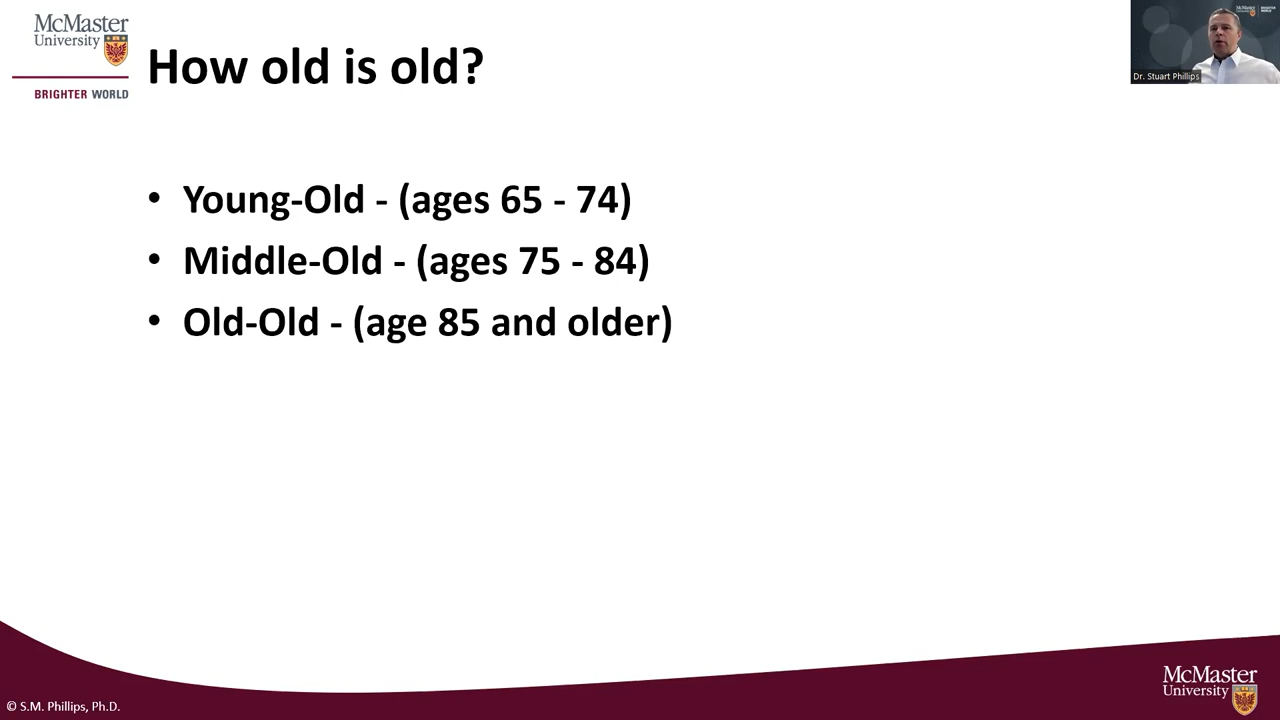 McMaster
University
BRIGHTER WORLD
How old is old?
• Young-Old - (ages 65 - 74)
• Middle-Old - (ages 75 - 84)
• Old-Old - (age 85 and older)
McMaster
Dr. Stuart Phillips
© S.M. Phillips, Ph.D.
McMaster
University